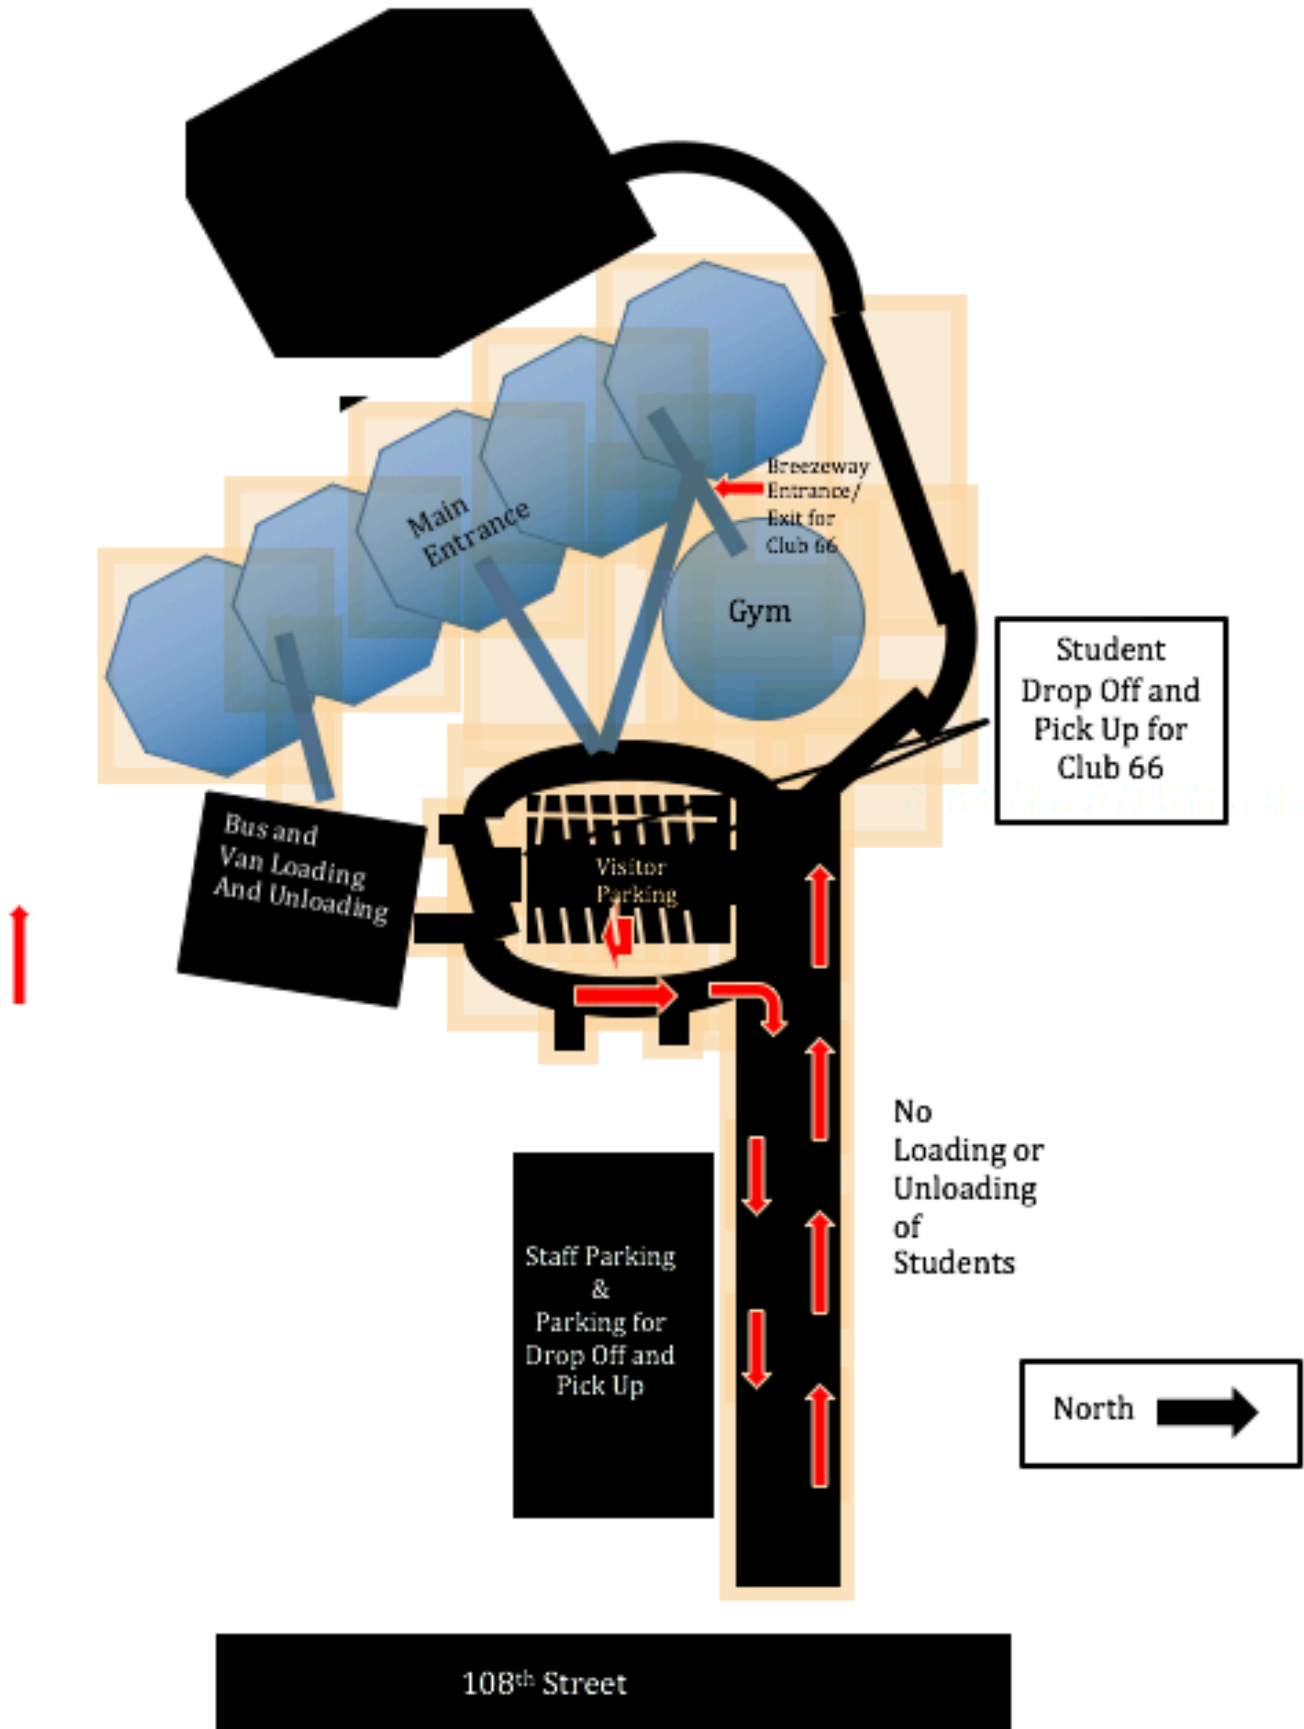 Main
Entrance
Breezeway
Entrance/
Exit for
Club 66
Gym
Student
Drop Off and
Pick Up for
Club 66
Bus and
Van Loading
And Unloading
Visitor
Parking
No
Loading or
Unloading
of
Students
Staff Parking
&
Parking for
Drop Off and
Pick Up
North
108th Street